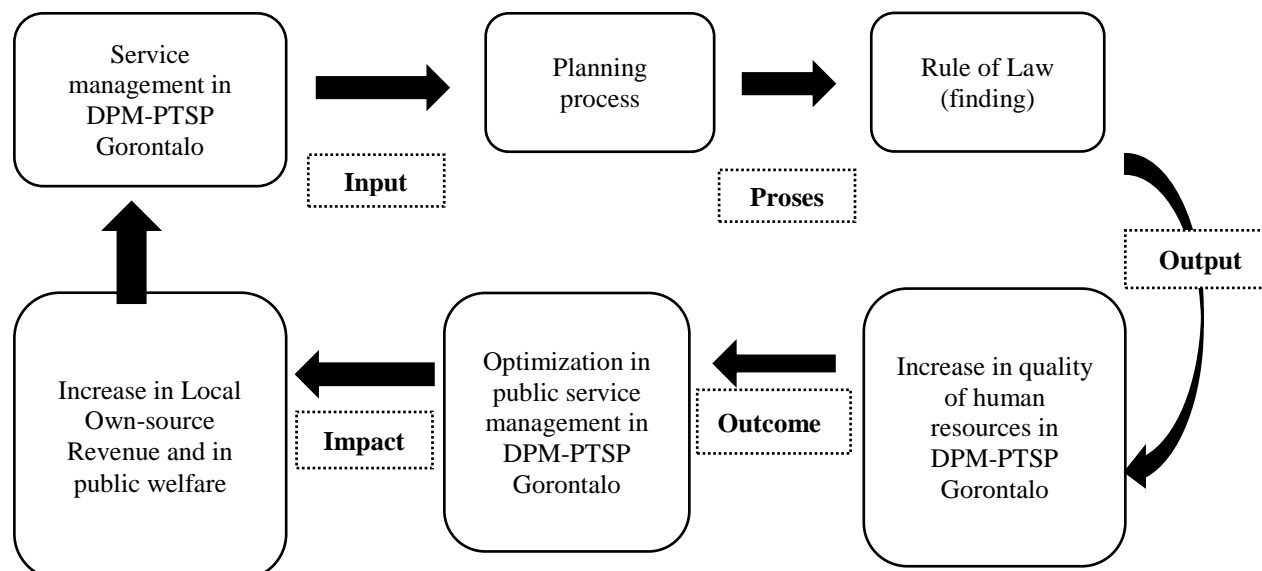 Service
management in
DPM-PTSP
Gorontalo
Planning
process
Rule of Law
(finding)
Input
Proses
Output
Increase in Local
Own-source
Revenue and in
public welfare
Impact
Optimization in
public service
management in
DPM-PTSP
Gorontalo
Outcome
Increase in quality
of human
resources in
DPM-PTSP
Gorontalo